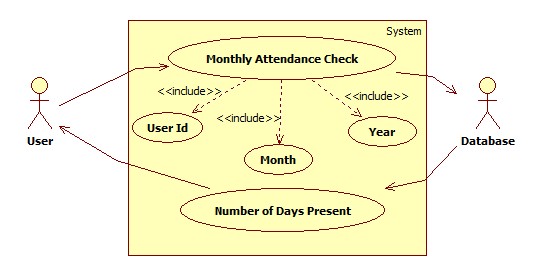 System
Monthly Attendance Check
<<include>>
<<include>>
<<include>>
User Id
Year
User
Database
Month
Number of Days Present